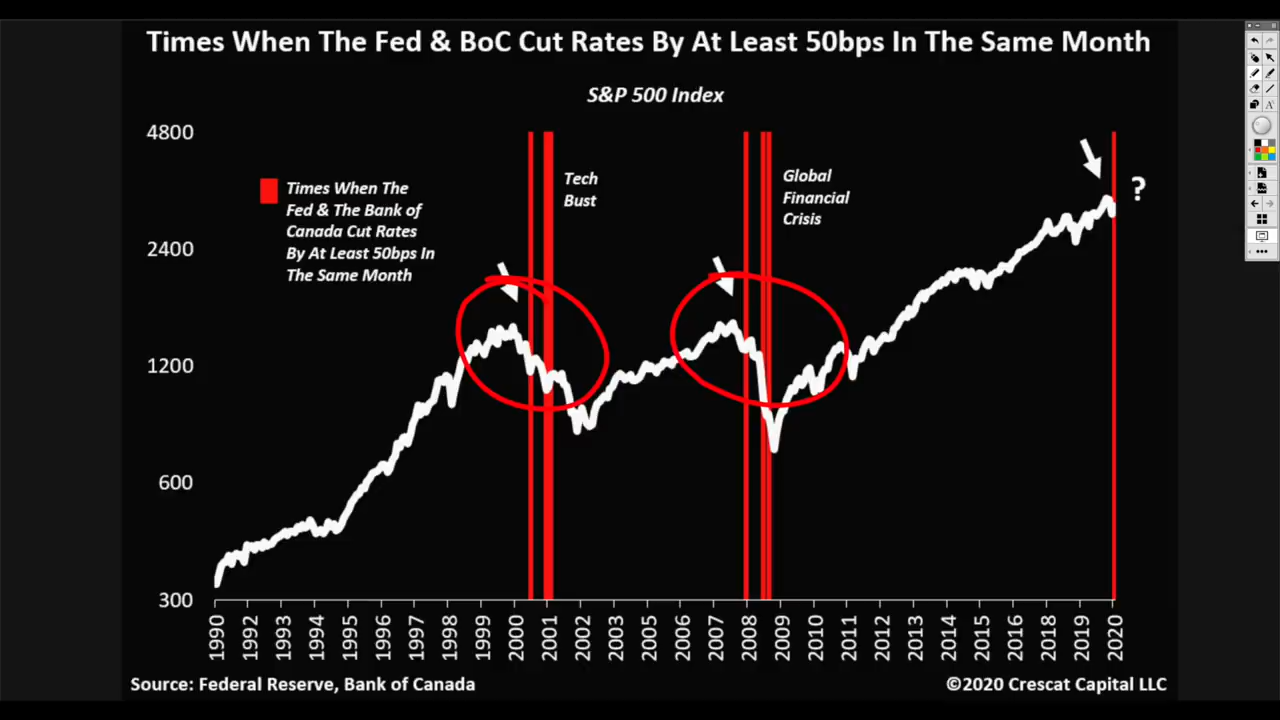 Times When The Fed & BoC Cut Rates By At Least 50bps In The Same Month
S&P 500 Index
4800
2400
1200
600
300
Times When The
Fed & The Bank of
Canada Cut Rates
By At Least 50bps In
The Same Month
Tech
Bust
Global
Financial
Crisis
?
1990
1992
1993
1994
1995
1996
1997
1998
1999
2000
2001
2002
2003
2005
2006
2007
2008
2009
2010
2011
2012
2013
2014
2015
2016
2018
2019
2020
Source: Federal Reserve, Bank of Canada
©2020 Crescat Capital LLC
A